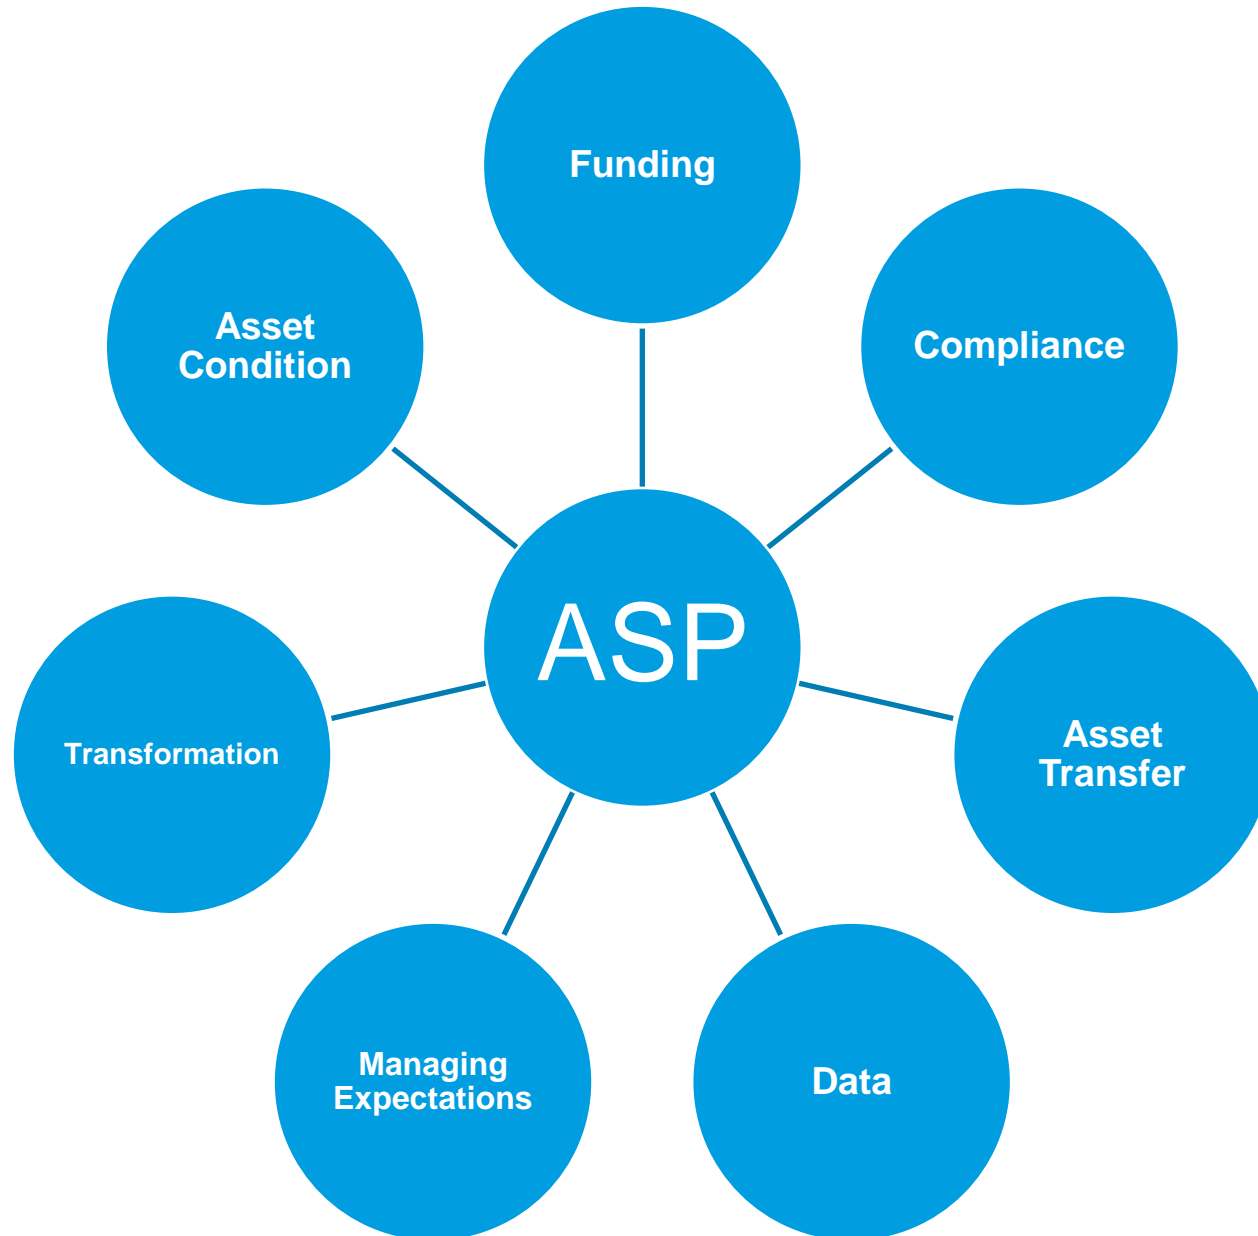 Funding
Asset
Condition
Compliance
ASP
Transformation
Asset
Transfer
Managing
Expectations
Data